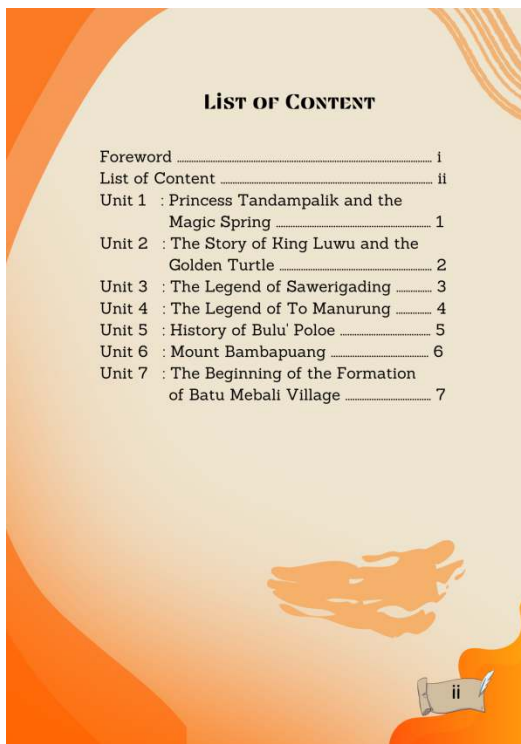 List of Content
Foreword ........................ i
List of Content ........................ ii
Unit 1 : Princess Tandampalik and the
Magic Spring ........................ 1
Unit 2 : The Story of King Luwu and the
Golden Turtle ........................ 2
Unit 3 : The Legend of Sawerigading ............ 3
Unit 4 : The Legend of To Manurung ............ 4
Unit 5 : History of Bulu' Poloe ............ 5
Unit 6 : Mount Bambapuang ............ 6
Unit 7 : The Beginning of the Formation
of Batu Mebali Village ............ 7
ii